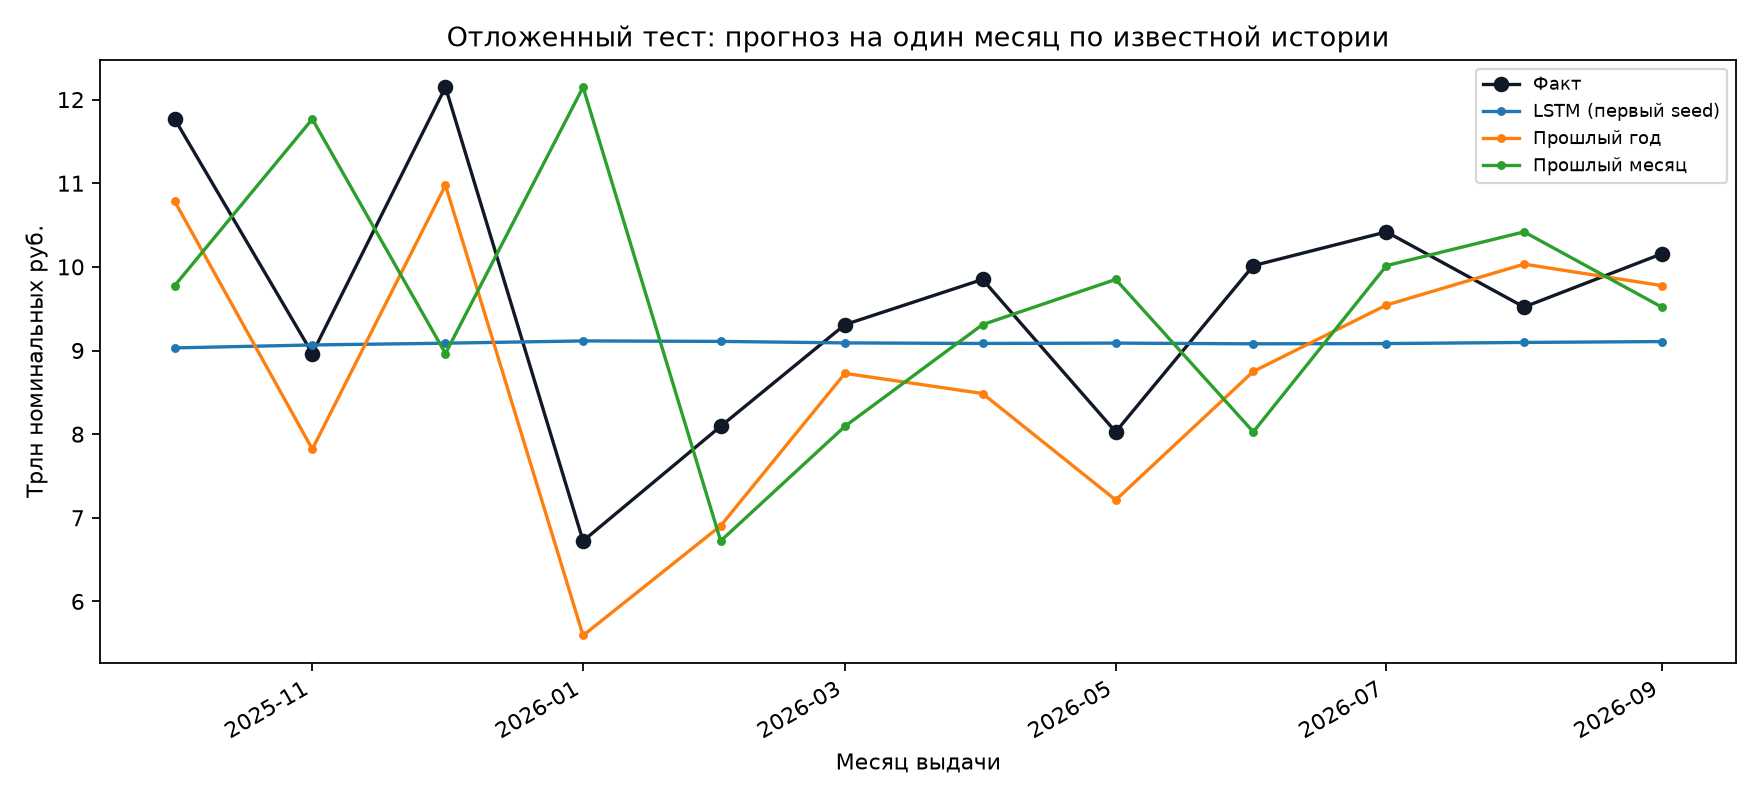 Отложенный тест: прогноз на один месяц по известной истории
Трлн номинальных руб.
12
11
10
9
8
7
6
Факт
LSTM (первый seed)
Прошлый год
Прошлый месяц
2025-11
2026-01
2026-03
2026-05
2026-07
2026-09
Месяц выдачи